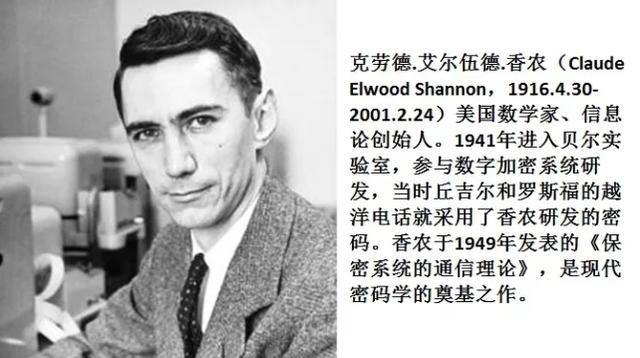 克劳德.艾尔伍德.香农（Claude
Elwood Shannon，1916.4.30-
2001.2.24）美国数学家、信息
论创始人。1941年进入贝尔实
验室，参与数字加密系统研
发，当时丘吉尔和罗斯福的越
洋电话就采用了香农研发的密
码。香农于1949年发表的《保
密系统的通信理论》，是现代
密码学的奠基之作。